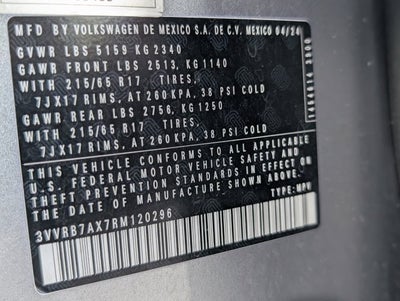 MFD BY VOLKSWAGEN DE MEXICO S.A. DE C.V. MEXICO 04/24
GVWR LBS 5159 KG 2340
GAWR FRONT LBS 2513, KG 1140
WITH 215/65 R17 TIRES,
7JX17 RIMS, AT 260 KPA, 38 PSI COLD
GAWR REAR LBS 2756, KG 1250
WITH 215/65 R17 TIRES,
7JX17 RIMS, AT 260KPA, 38 PSI COLD
THIS VEHICLE CONFORMS TO ALL APPLICABLE
U.S. FEDERAL MOTOR VEHICLE SAFETY AND
THEFT PREVENTION STANDARDS IN EFFECT ON
THE DATE OF MANUFACTURE SHOWN ABOVE.
3VVRB7AX7RM120296 TYPE: MPV